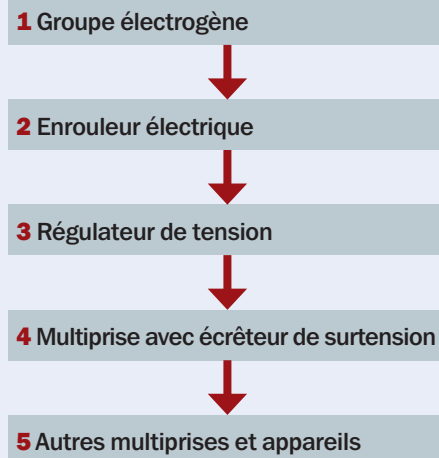 1 Groupe électrogène
2 Enrouleur électrique
3 Régulateur de tension
4 Multiprise avec écrêteur de surtension
5 Autres multiprises et appareils